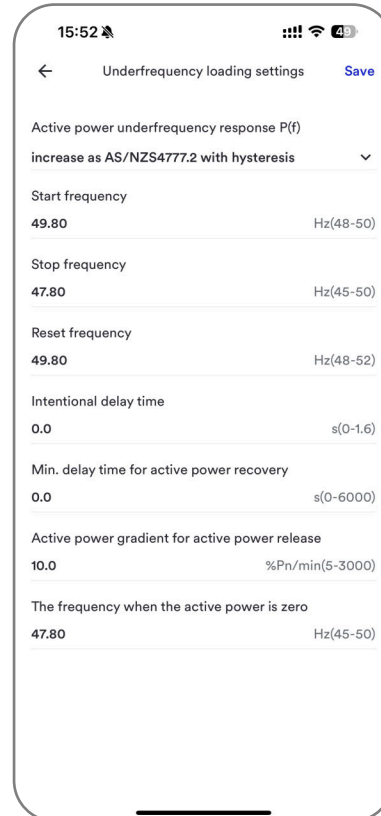 15:52
49
Underfrequency loading settings
Save
Active power underfrequency response P(f)
increase as AS/NZS4777.2 with hysteresis
Start frequency
49.80 Hz(48-50)
Stop frequency
47.80 Hz(45-50)
Reset frequency
49.80 Hz(48-52)
Intentional delay time
0.0 s(0-1.6)
Min. delay time for active power recovery
0.0 s(0-6000)
Active power gradient for active power release
10.0 %Pn/min(5-3000)
The frequency when the active power is zero
47.80 Hz(45-50)